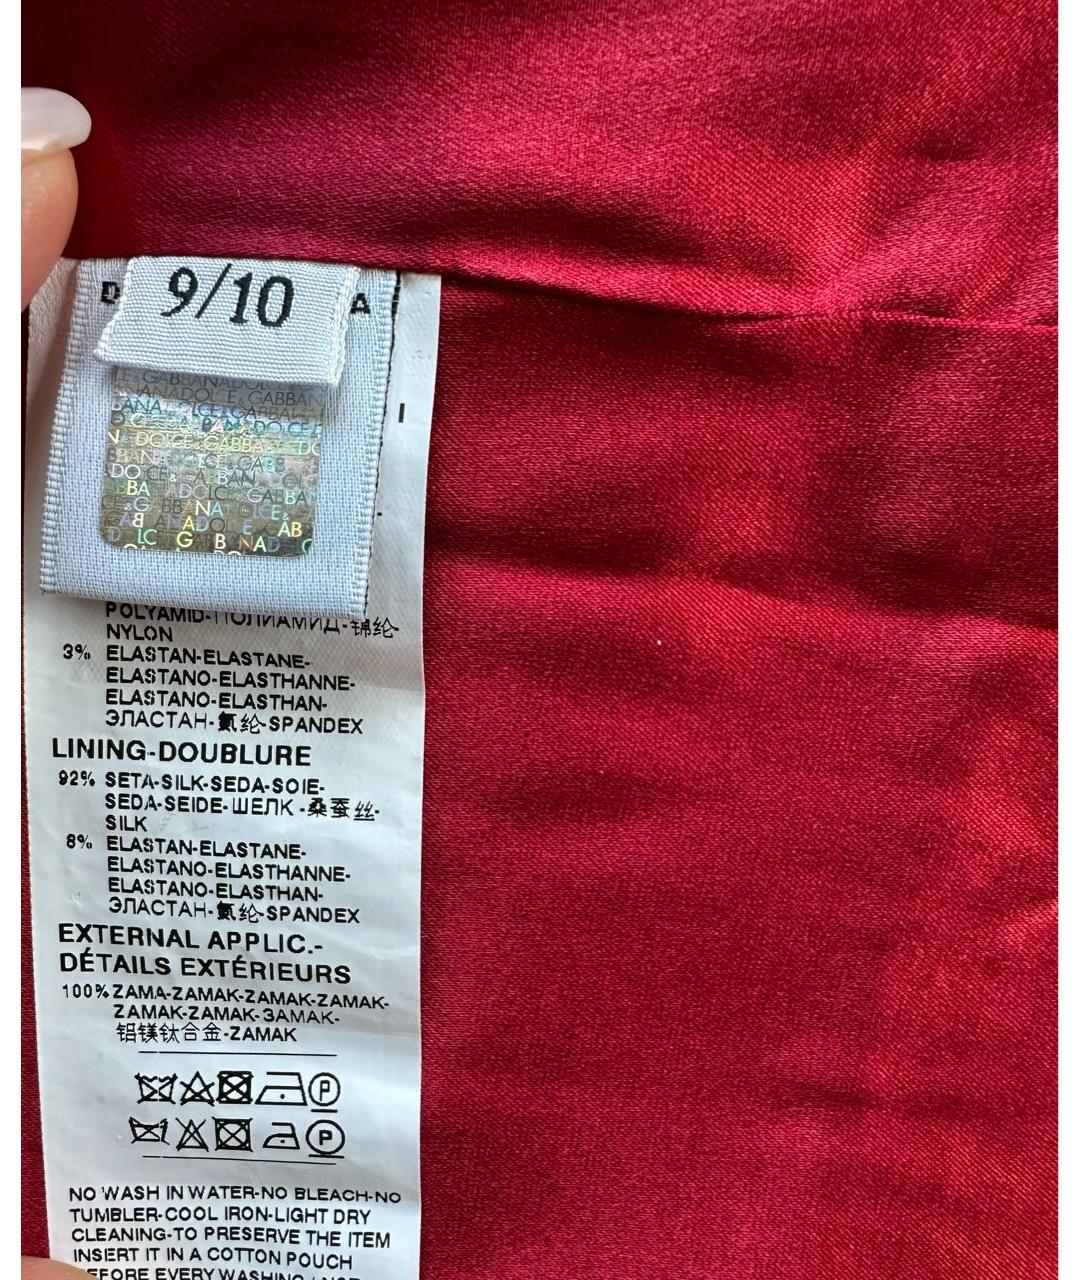 9/10
POLYAMID-ПОЛИАМИД-锦纶-
NYLON
3% ELASTAN-ELASTANE-
ELASTANO-ELASTHANNE-
ELASTANO-ELASTHAN-
ЭЛАСТАН-氨纶-SPANDEX
LINING-DOUBLURE
92% SETA-SILK-SEDA-SOIE-
SEDA-SEIDE-ШЕЛК-桑蚕丝-
SILK
8% ELASTAN-ELASTANE-
ELASTANO-ELASTHANNE-
ELASTANO-ELASTHAN-
ЭЛАСТАН-氨纶-SPANDEX
EXTERNAL APPLIC.-
DÉTAILS EXTÉRIEURS
100% ZAMA-ZAMAK-ZAMAK-ZAMAK-
ZAMAK-ZAMAK-ЗАМАК-
铝镁钛合金-ZAMAK
P
P
NO WASH IN WATER-NO BLEACH-NO
TUMBLER-COOL IRON-LIGHT DRY
CLEANING-TO PRESERVE THE ITEM
INSERT IT IN A COTTON POUCH
BEFORE EVERY WASHING